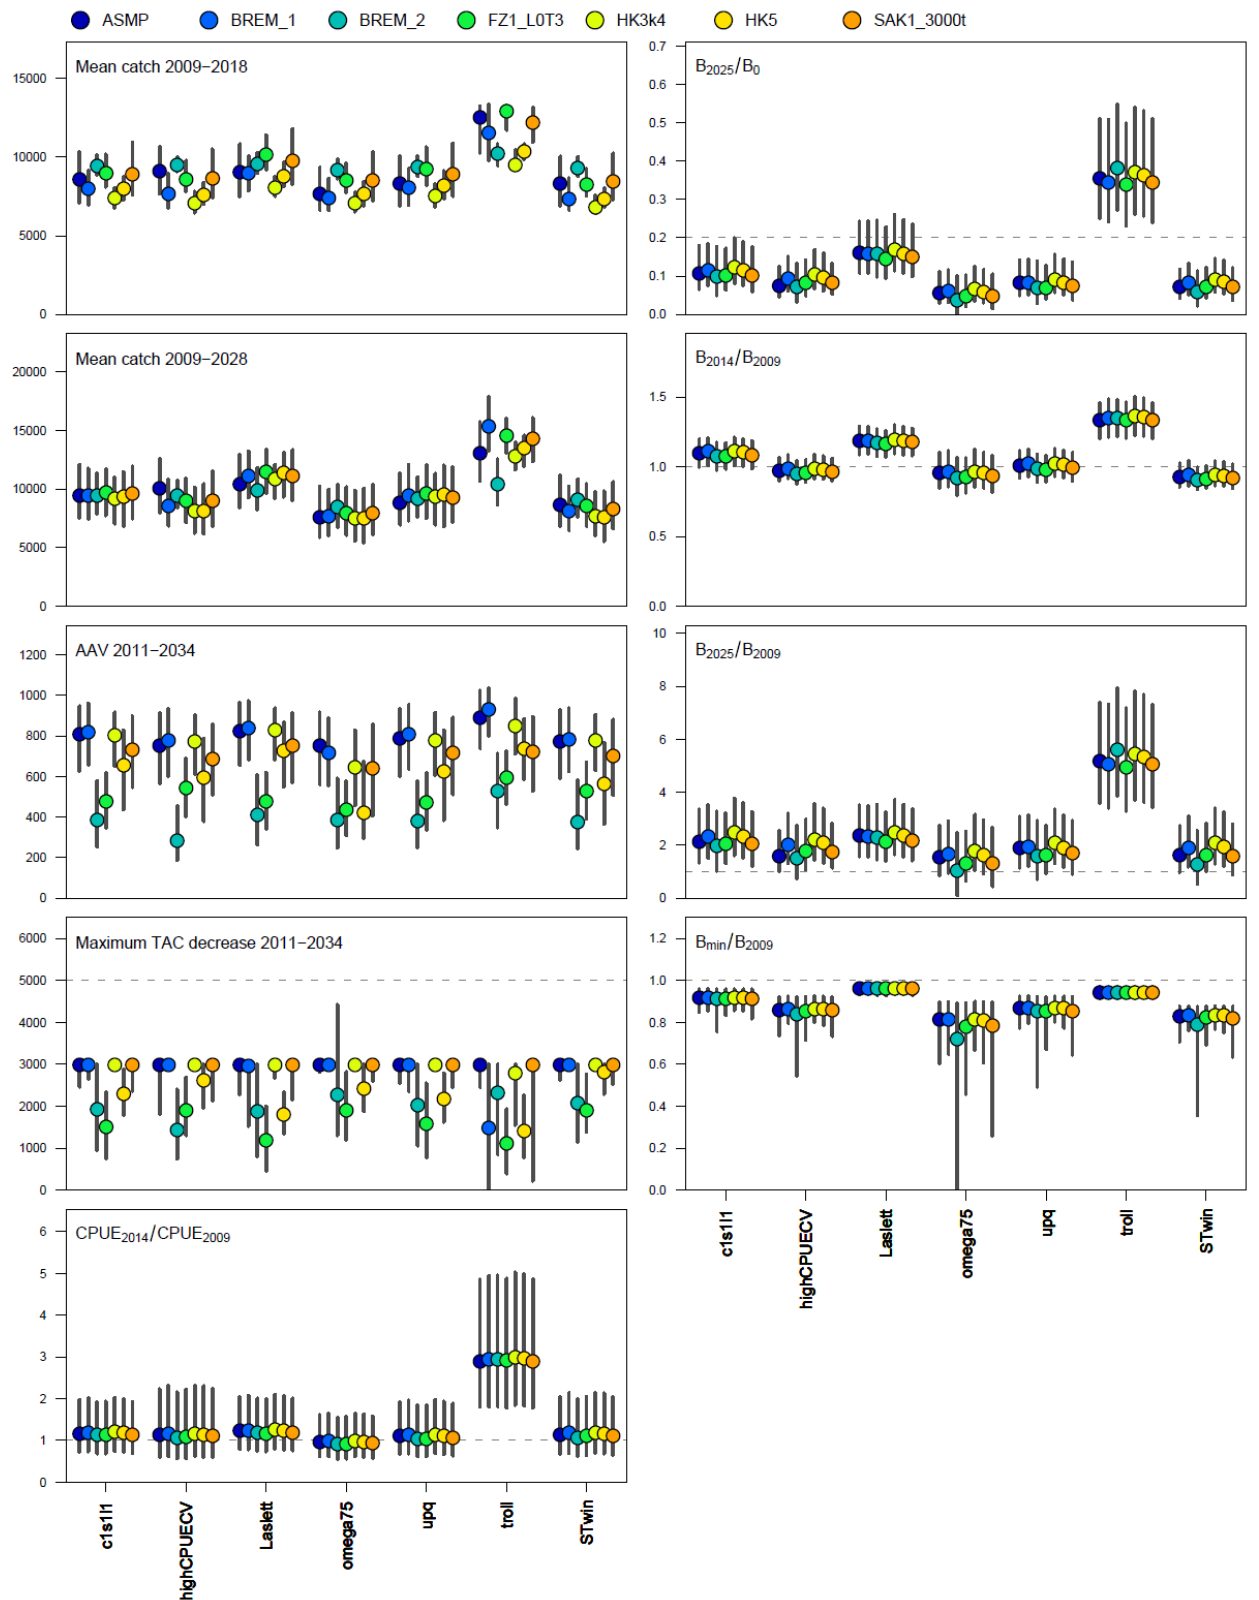 ASMP BREM_1 BREM_2 FZ1_L0T3 HK3k4 HK5 SAK1_3000t
Mean catch 2009−2018
15000
10000
5000
0
B2025/B0
0.7
0.6
0.5
0.4
0.3
0.2
0.1
0.0
Mean catch 2009−2028
20000
15000
10000
5000
0
B2014/B2009
1.5
1.0
0.5
0.0
AAV 2011−2034
1200
1000
800
600
400
200
0
B2025/B2009
10
8
6
4
2
0
Maximum TAC decrease 2011−2034
6000
5000
4000
3000
2000
1000
0
Bmin/B2009
1.2
1.0
0.8
0.6
0.4
0.2
0.0
c1s1l1
highCPUECV
Laslett
omega75
upq
troll
STwin
CPUE2014/CPUE2009
6
5
4
3
2
1
0
c1s1l1
highCPUECV
Laslett
omega75
upq
troll
STwin